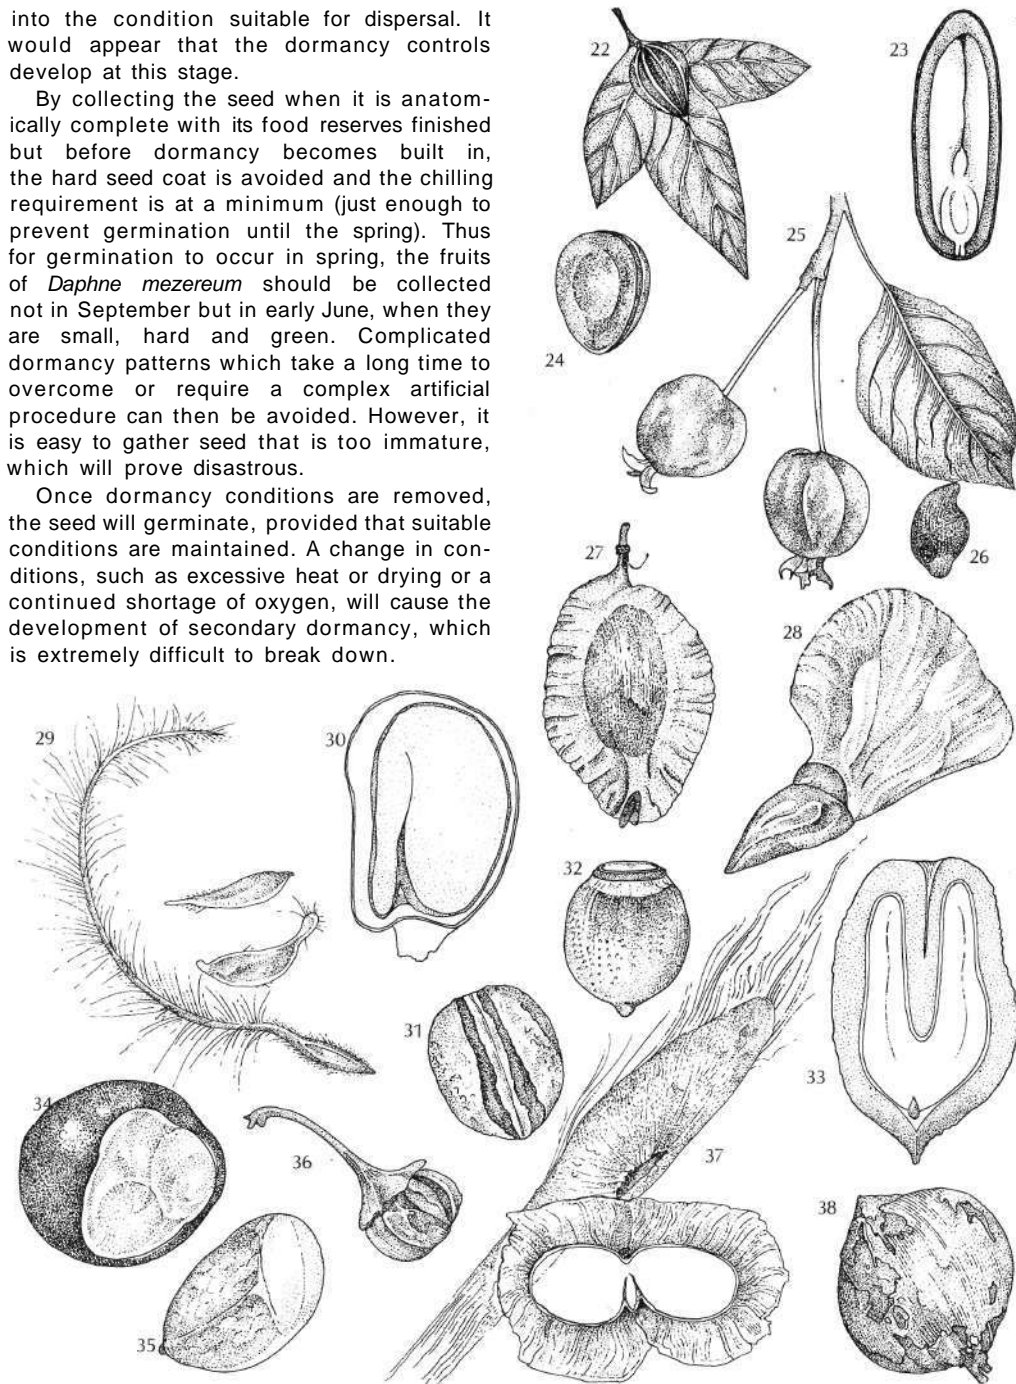 into the condition suitable for dispersal. It
would appear that the dormancy controls
develop at this stage.
By collecting the seed when it is anatom-
ically complete with its food reserves finished
but before dormancy becomes built in,
the hard seed coat is avoided and the chilling
requirement is at a minimum (just enough to
prevent germination until the spring). Thus
for germination to occur in spring, the fruits
of Daphne mezereum should be collected
not in September but in early June, when they
are small, hard and green. Complicated
dormancy patterns which take a long time to
overcome or require a complex artificial
procedure can then be avoided. However, it
is easy to gather seed that is too immature,
which will prove disastrous.
Once dormancy conditions are removed,
the seed will germinate, provided that suitable
conditions are maintained. A change in con-
ditions, such as excessive heat or drying or a
continued shortage of oxygen, will cause the
development of secondary dormancy, which
is extremely difficult to break down.
22
23
24
25
26
27
28
29
30
31
32
33
34
35
36
37
38